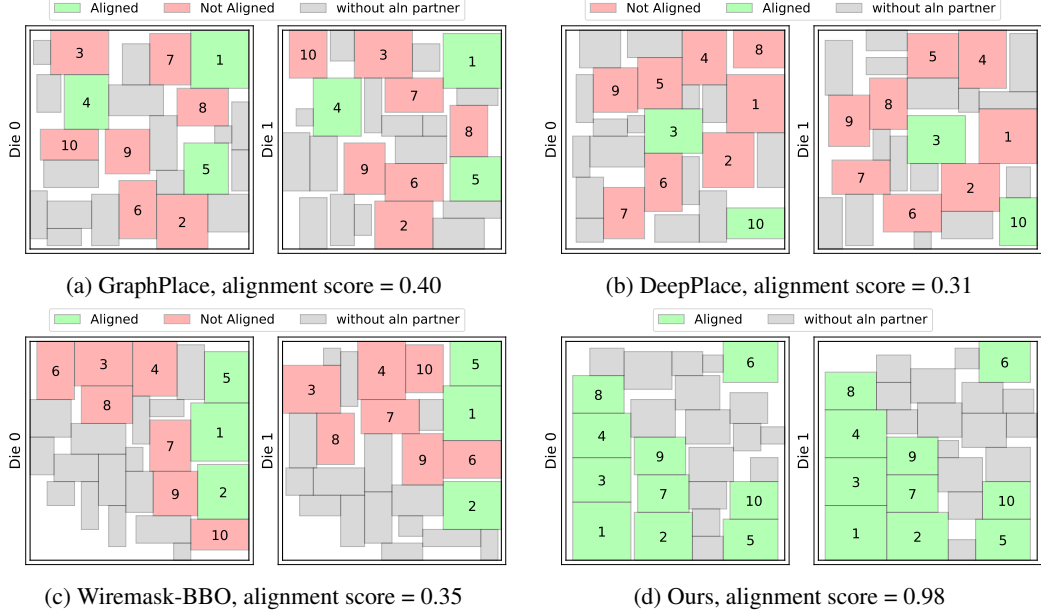 Aligned Not Aligned without aln partner
Not Aligned Aligned without aln partner
Die 0
3 7 1 4 8 10 9 5 6 2
Die 1
10 3 1 7 4 8 9 6 5 2
Die 0
4 8 9 5 1 3 2 6 7 10
Die 1
5 4 8 9 3 1 7 2 6 10
(a) GraphPlace, alignment score = 0.40
(b) DeepPlace, alignment score = 0.31
Aligned Not Aligned without aln partner
Aligned without aln partner
Die 0
6 3 4 5 8 1 7 9 2 10
Die 1
3 4 10 5 7 1 8 9 6 2
Die 0
6 8 4 9 3 7 10 1 2 5
Die 1
6 8 4 9 3 7 10 1 2 5
(c) Wiremask-BBO, alignment score = 0.35
(d) Ours, alignment score = 0.98